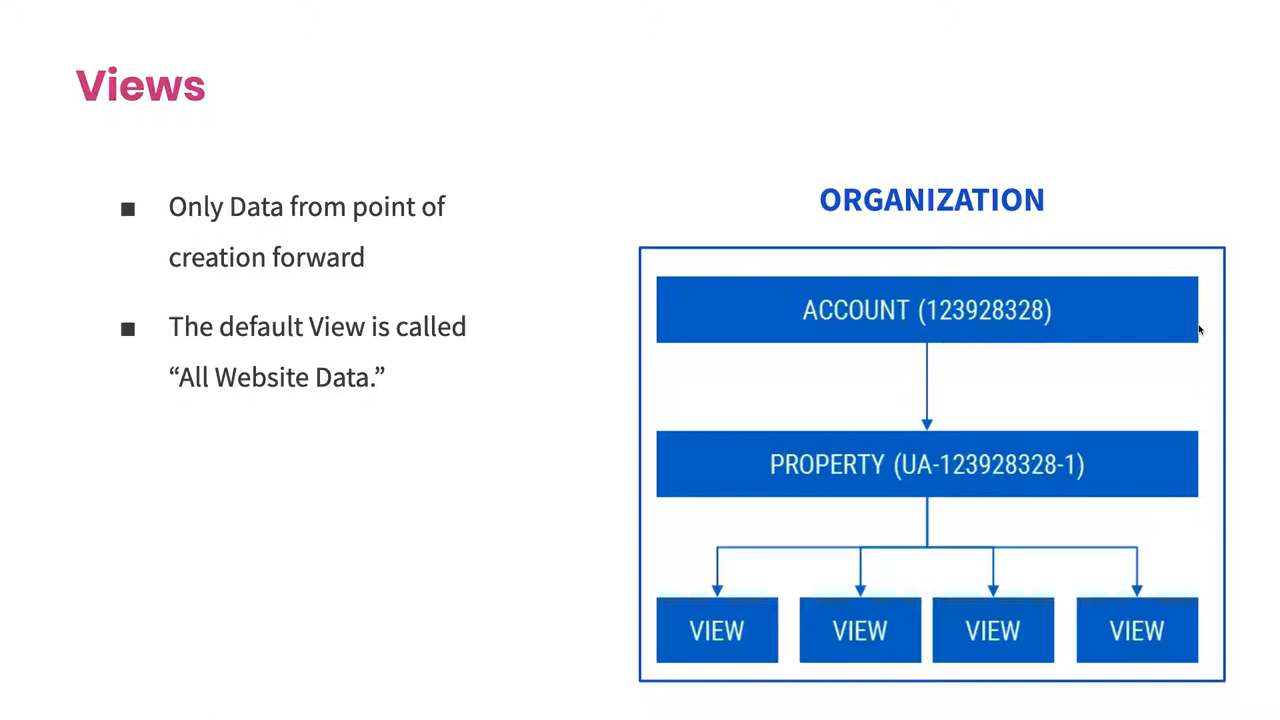 Views
■ Only Data from point of
creation forward
■ The default View is called
“All Website Data.”
ORGANIZATION
ACCOUNT (123928328)
PROPERTY (UA-123928328-1)
VIEW VIEW VIEW VIEW